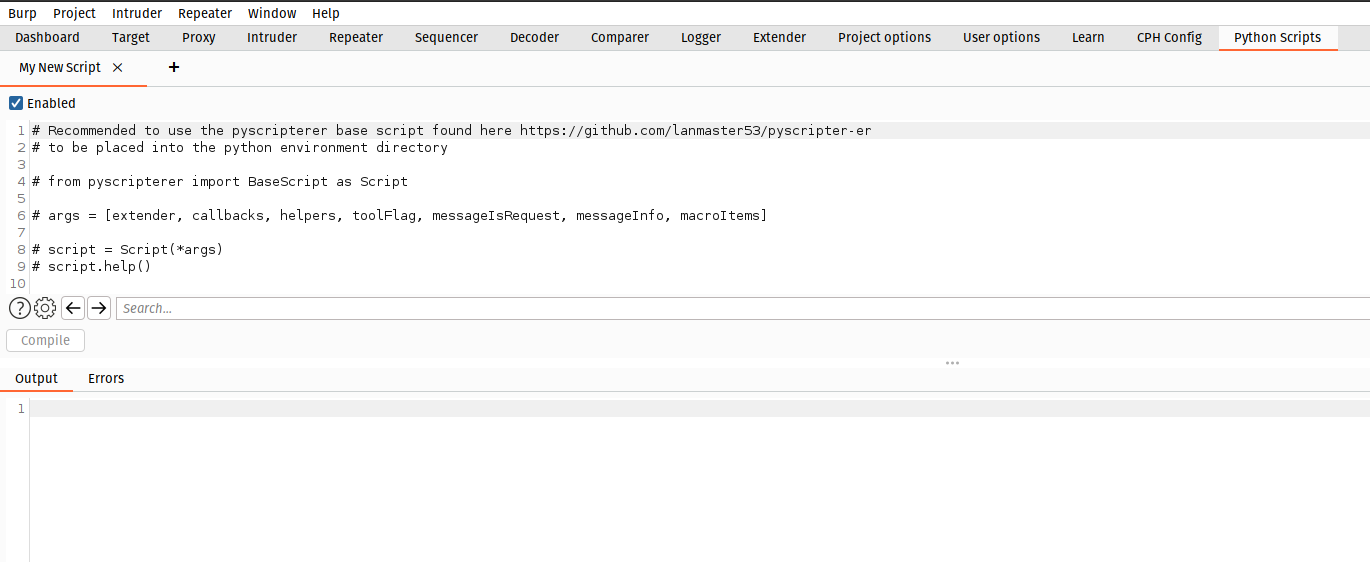 Burp Project Intruder Repeater Window Help
Dashboard Target Proxy Intruder Repeater Sequencer Decoder Comparer Logger Extender Project options User options Learn CPH Config Python Scripts
My New Script × +
Enabled
1 # Recommended to use the pyscripterer base script found here https://github.com/lanmaster53/pyscripter-er
2 # to be placed into the python environment directory
3
4 # from pyscripterer import BaseScript as Script
5
6 # args = [extender, callbacks, helpers, toolFlag, messageIsRequest, messageInfo, macroItems]
7
8 # script = Script(*args)
9 # script.help()
10
? Search...
Compile
Output Errors
1